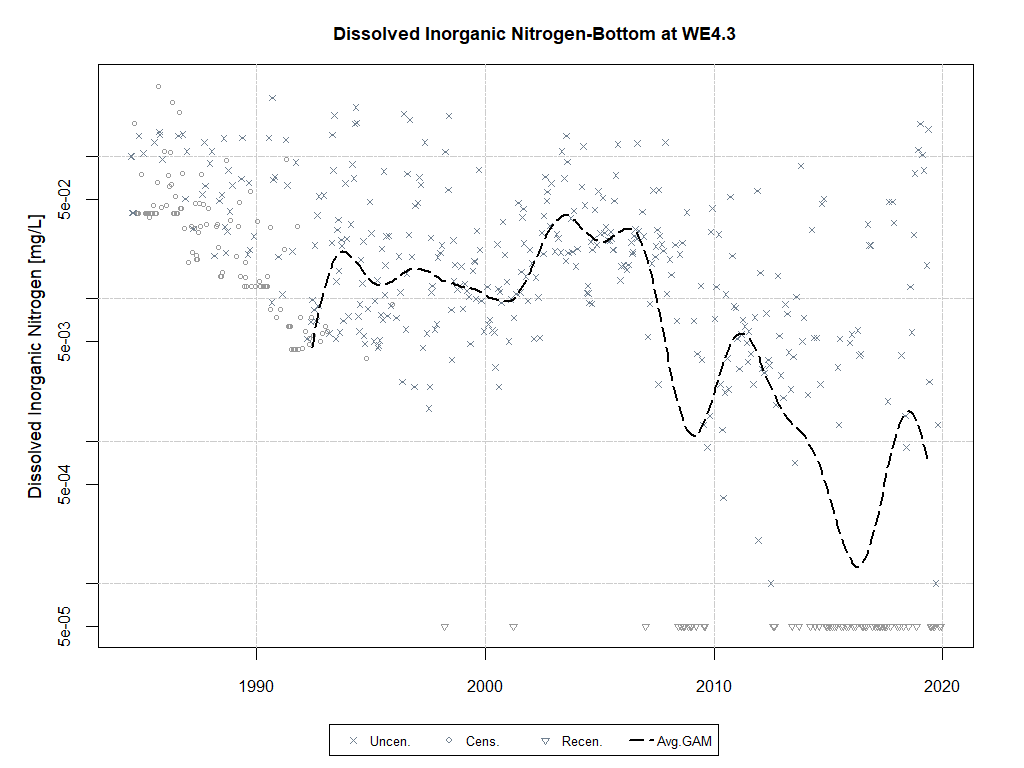 Dissolved Inorganic Nitrogen-Bottom at WE4.3
Dissolved Inorganic Nitrogen [mg/L]
5e-02
5e-03
5e-04
5e-05
1990 2000 2010 2020
Uncen. Cens. Recen. Avg.GAM